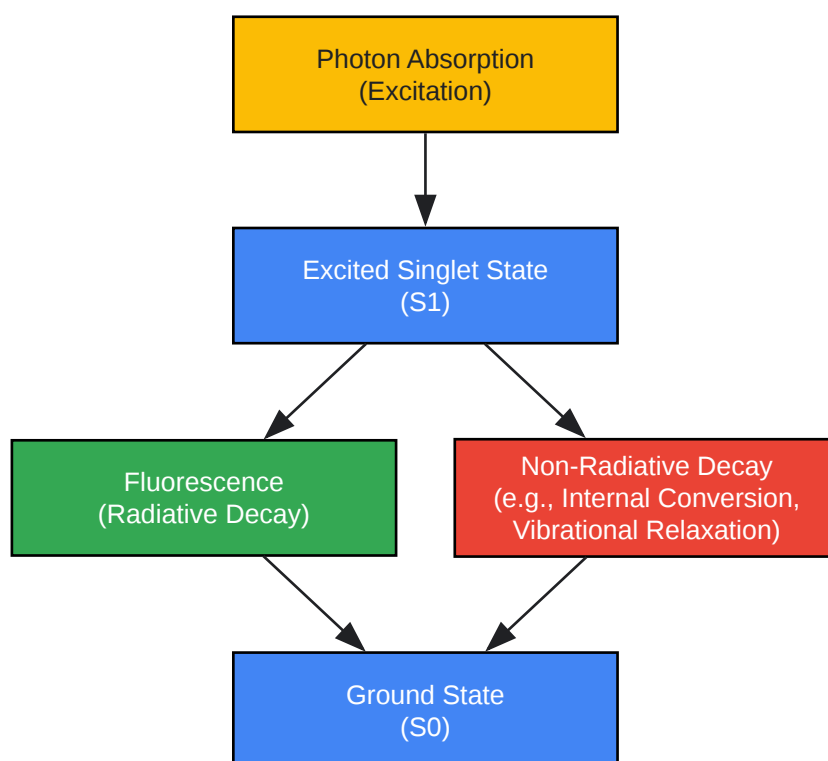 Photon Absorption
(Excitation)
Excited Singlet State
(S1)
Fluorescence
(Radiative Decay)
Non-Radiative Decay
(e.g., Internal Conversion,
Vibrational Relaxation)
Ground State
(S0)